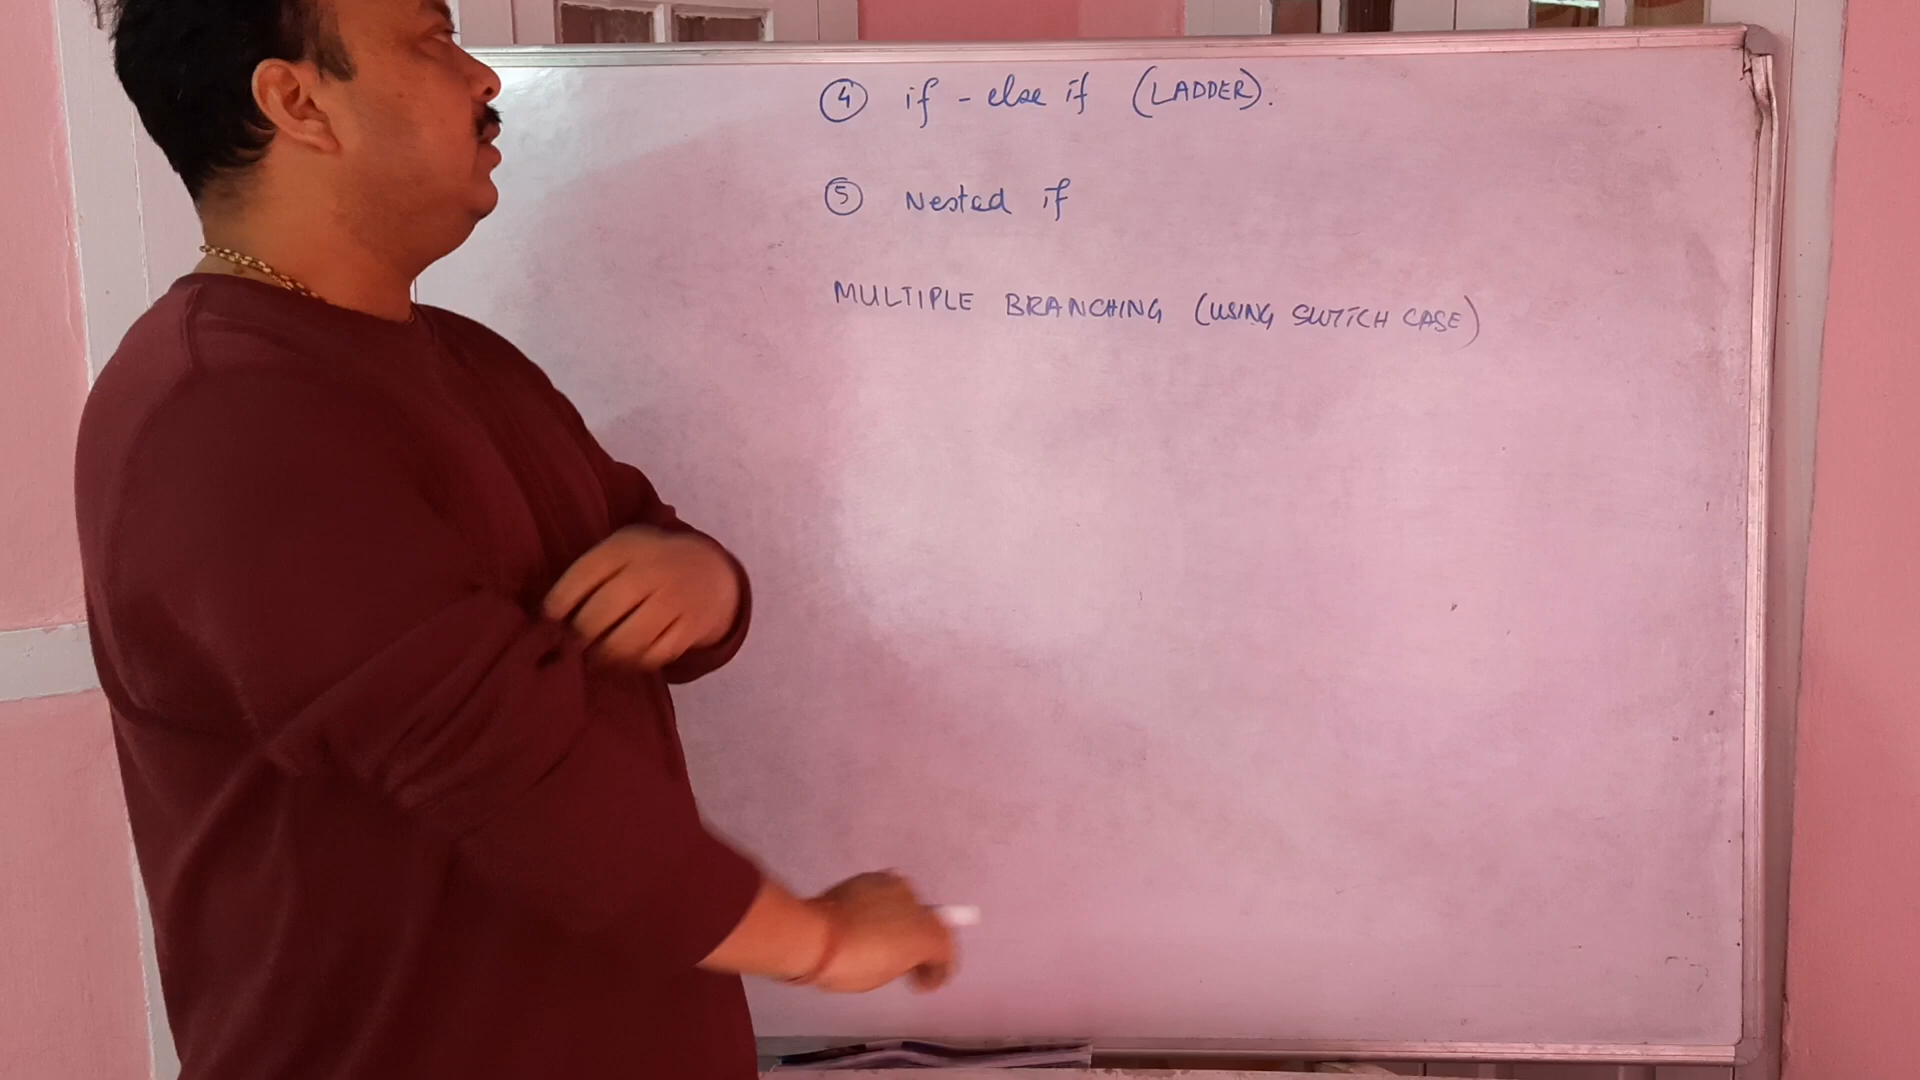 ④ if - else if (LADDER).
⑤ Nested if
MULTIPLE BRANCHING (USING SWITCH CASE)